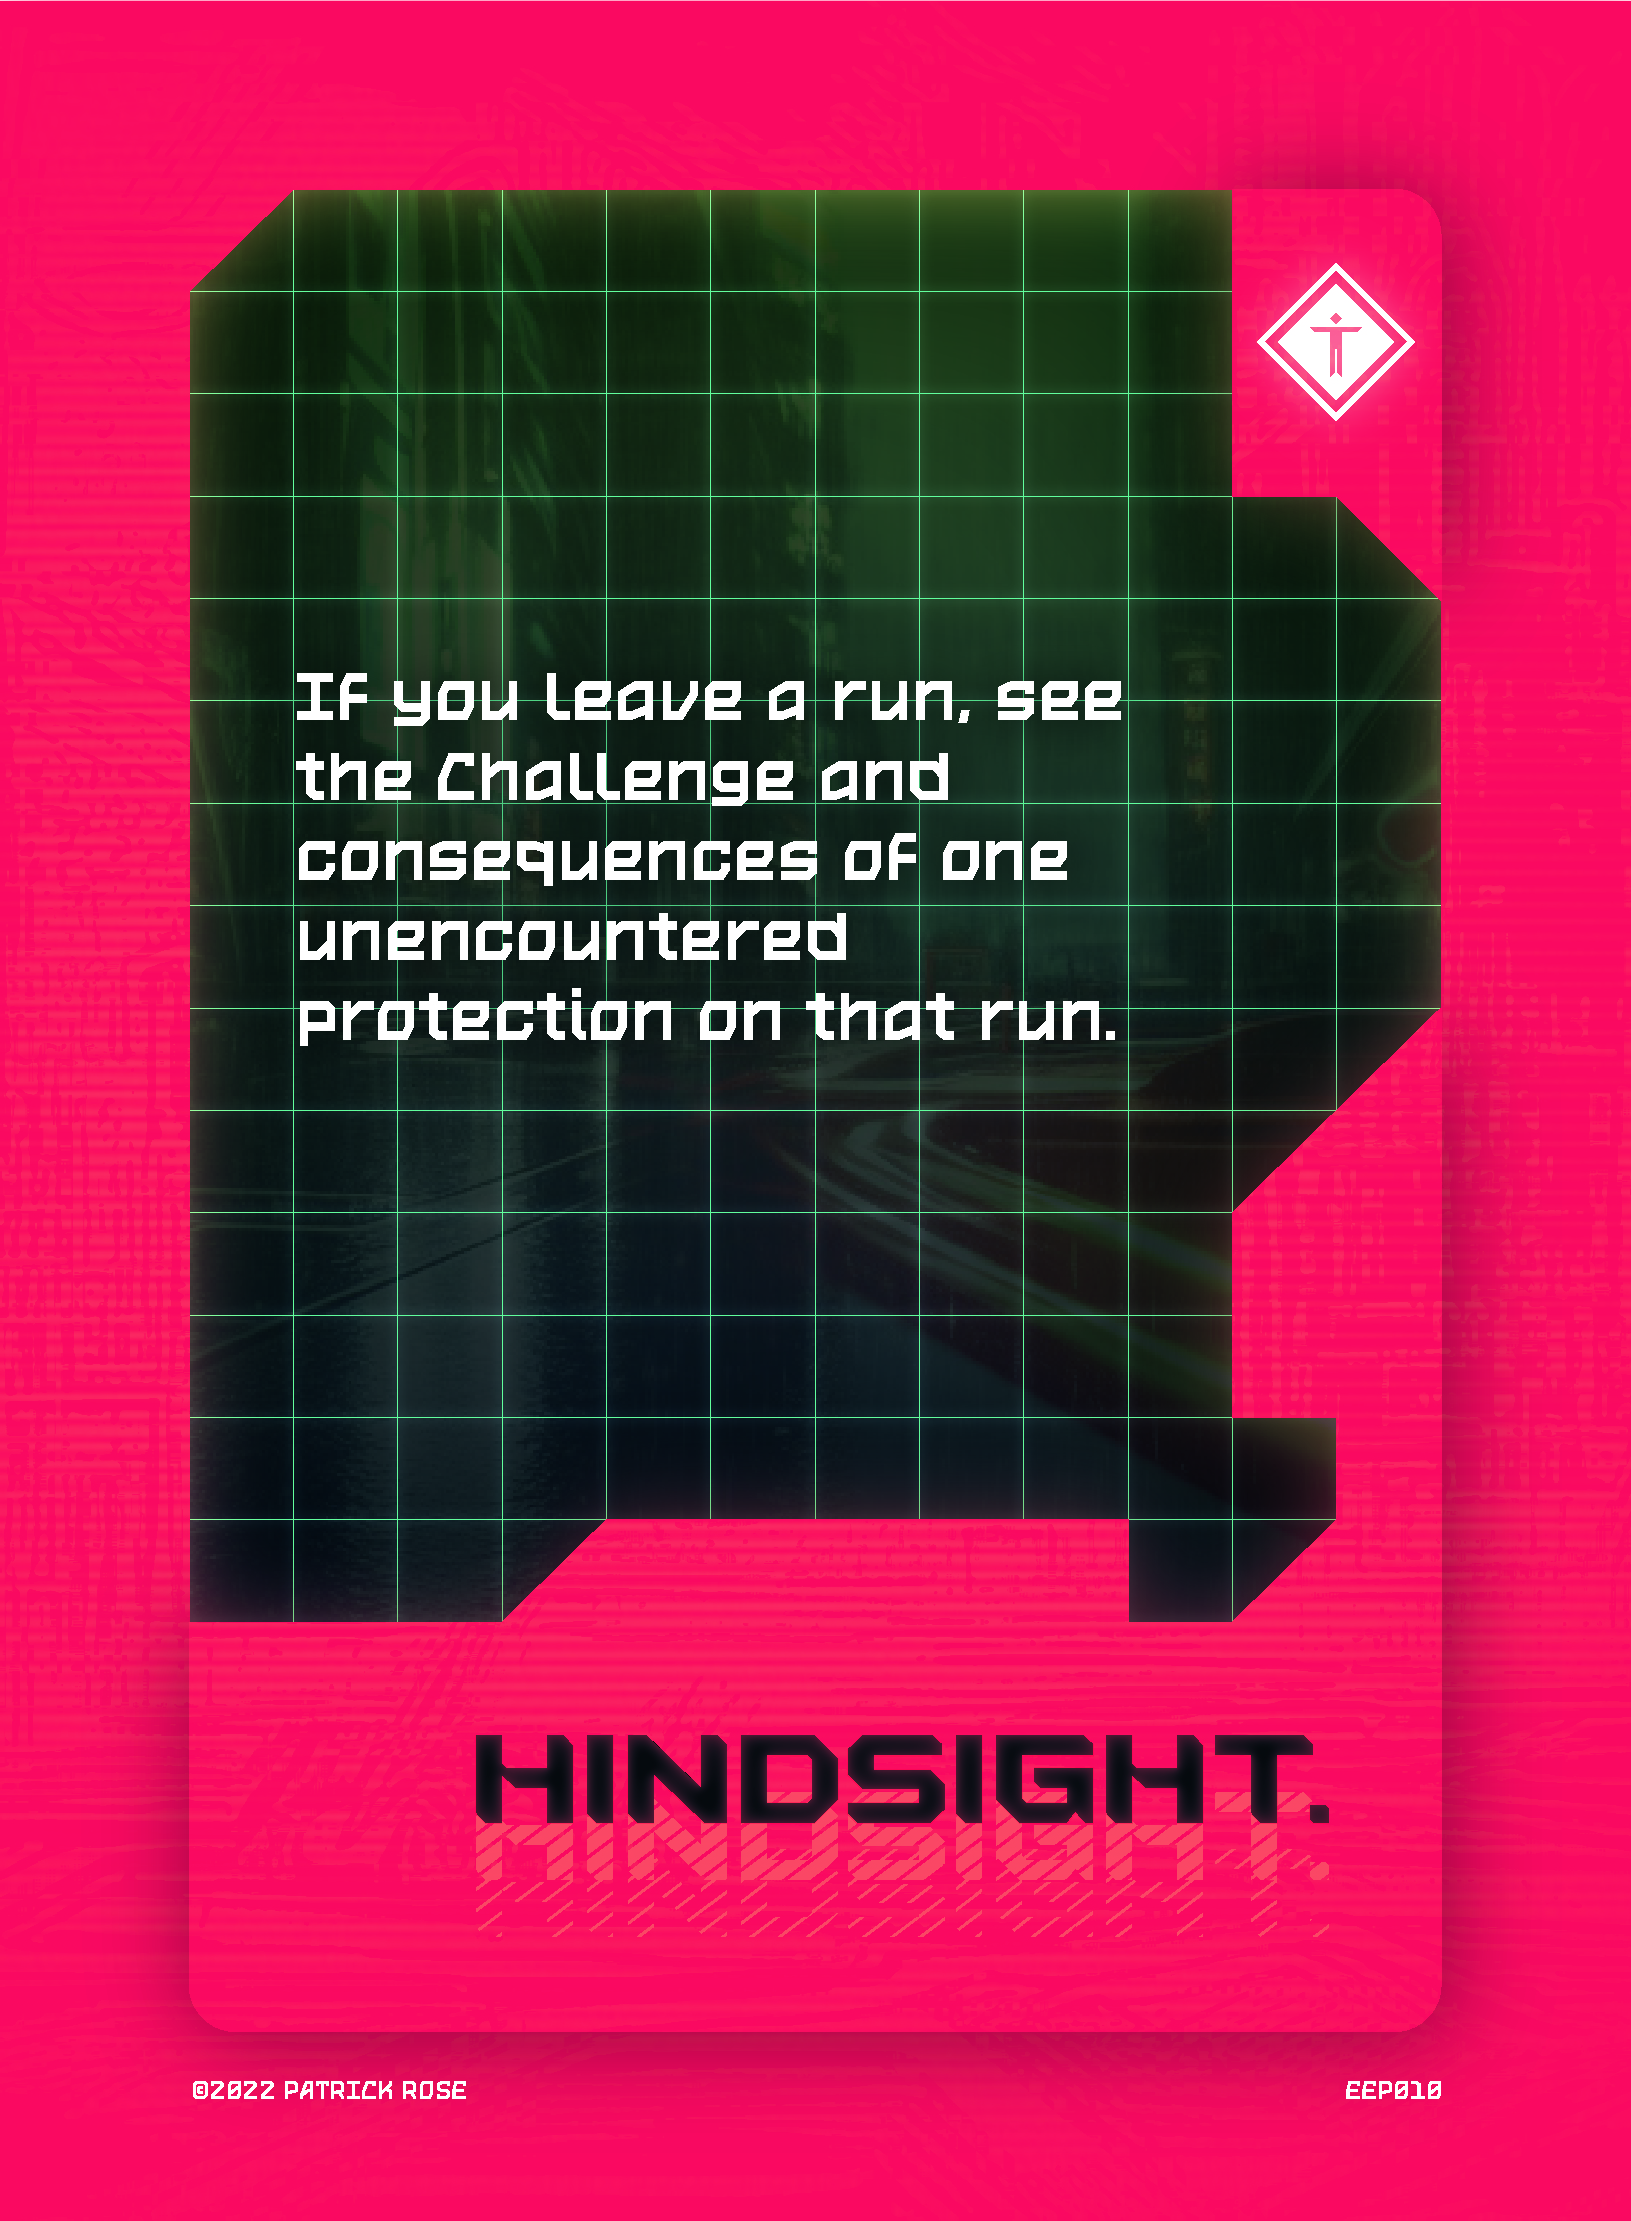 If you leave a run, see
the Challenge and
consequences of one
unencountered
protection on that run.
HINDSIGHT.
©2022 PATRICK ROSE
EEP010